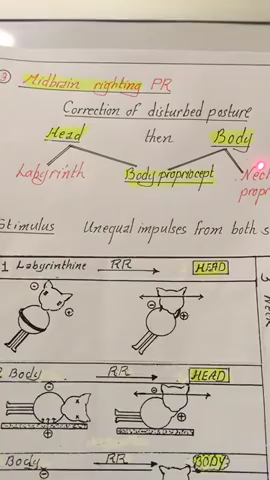 ③ Midbrain righting PR
Correction of disturbed posture
Head then Body
Labyrinth Body propriocept Neck
propr
Stimulus Unequal impulses from both s
1 Labyrinthine RR HEAD
⊖ ⊕ ⊖ ⊕
2 Body RR HEAD
⊖ ++ ⊖ ⊕
Body RR BODY
⊖